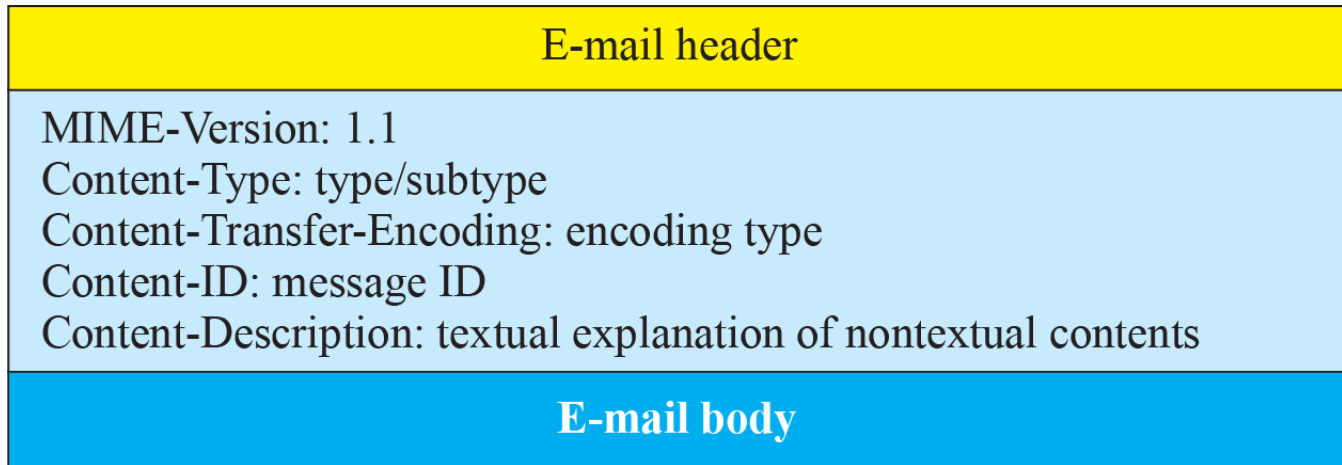 E-mail header
MIME-Version: 1.1
Content-Type: type/subtype
Content-Transfer-Encoding: encoding type
Content-ID: message ID
Content-Description: textual explanation of nontextual contents
E-mail body